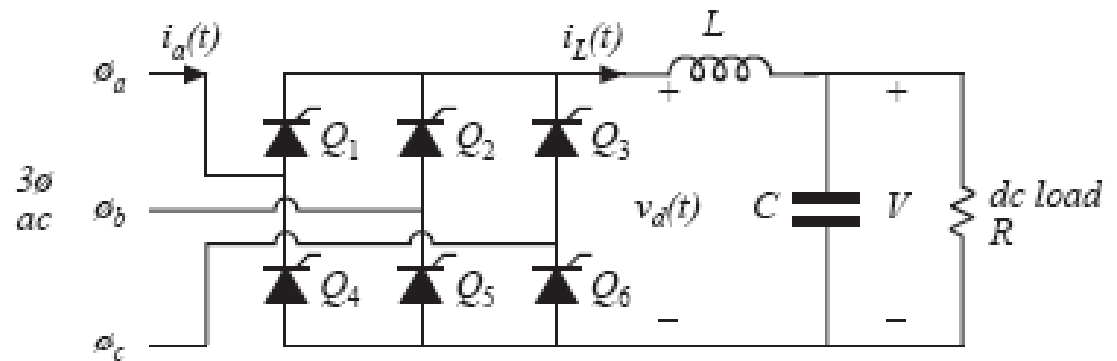 i_a(t)
i_L(t)
L
ø_a
+
+
Q_1
Q_2
Q_3
3ø
ac
ø_b
v_d(t)
C
V
dc load
R
Q_4
Q_5
Q_6
−
−
ø_c